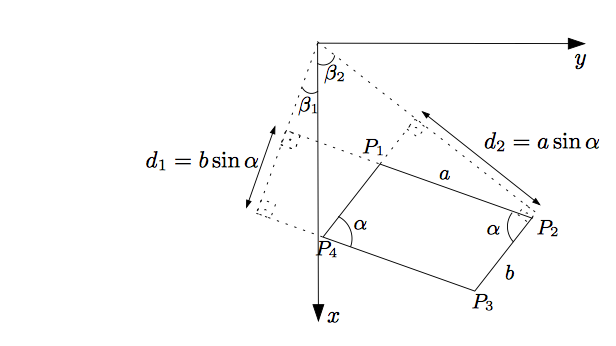 y
β₂
β₁
P₁
d₂ = a sin α
d₁ = b sin α
a
α
α
P₂
P₄
b
P₃
x